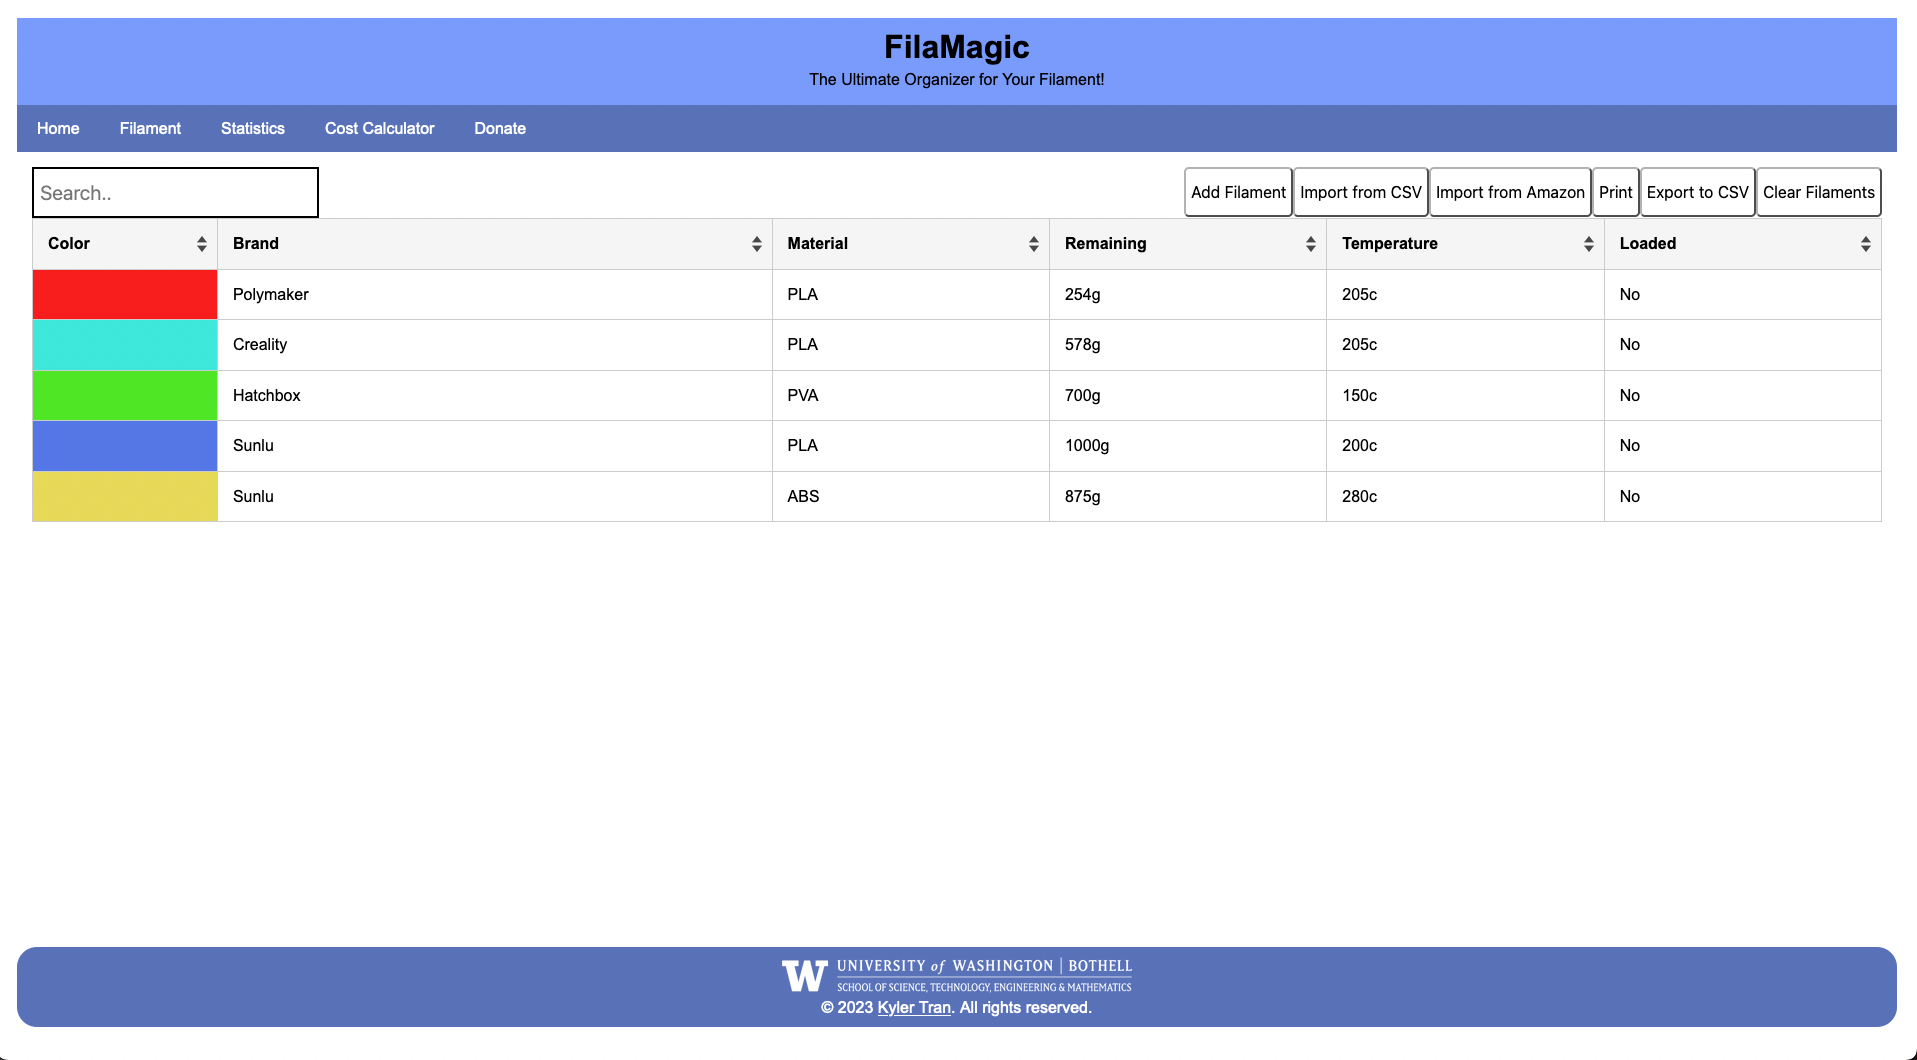 FilaMagic
The Ultimate Organizer for Your Filament!
Home Filament Statistics Cost Calculator Donate
Search.. Add Filament Import from CSV Import from Amazon Print Export to CSV Clear Filaments
Color Brand Material Remaining Temperature Loaded
Polymaker PLA 254g 205c No
Creality PLA 578g 205c No
Hatchbox PVA 700g 150c No
Sunlu PLA 1000g 200c No
Sunlu ABS 875g 280c No
W UNIVERSITY of WASHINGTON | BOTHELL
SCHOOL OF SCIENCE, TECHNOLOGY, ENGINEERING & MATHEMATICS
© 2023 Kyler Tran. All rights reserved.